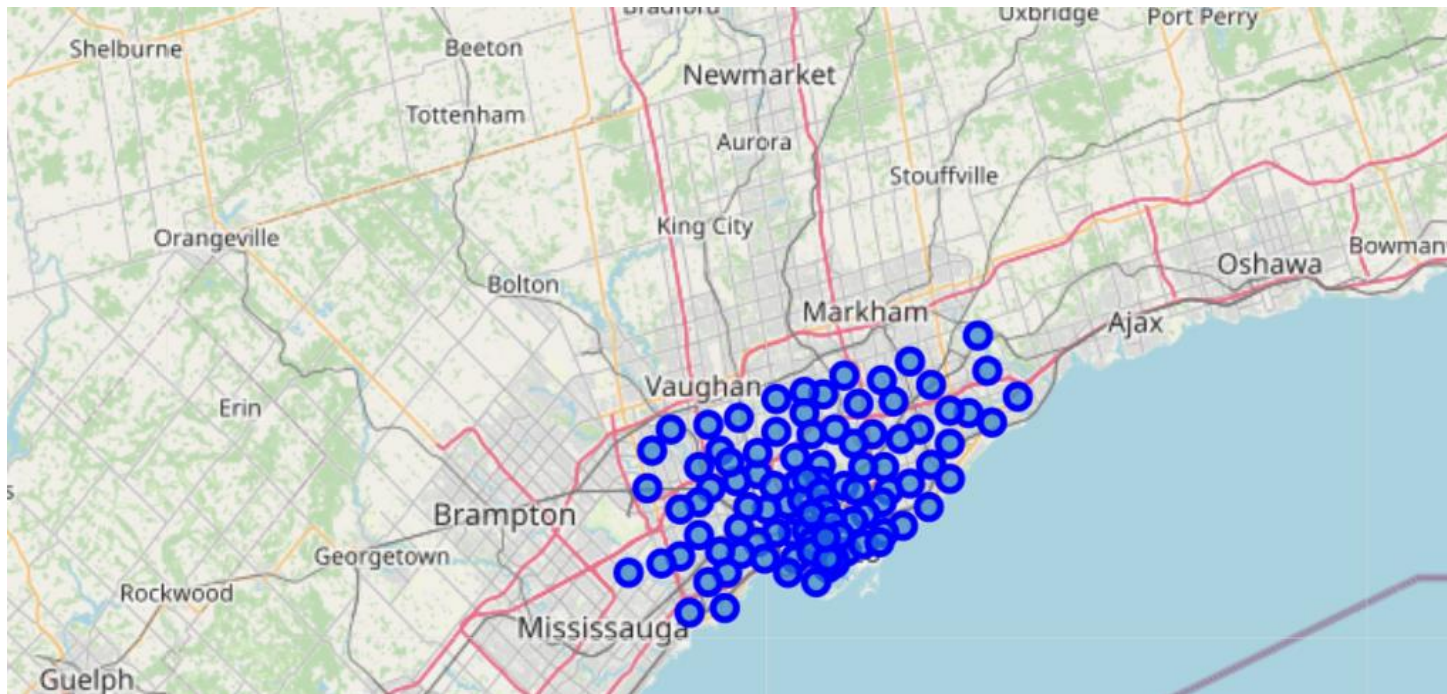 Bradford
Uxbridge
Port Perry
Shelburne
Beeton
Newmarket
Tottenham
Aurora
Stouffville
King City
Orangeville
Bolton
Bowman
Oshawa
Markham
Ajax
Vaughan
Erin
Brampton
Georgetown
Rockwood
Mississauga
Guelph